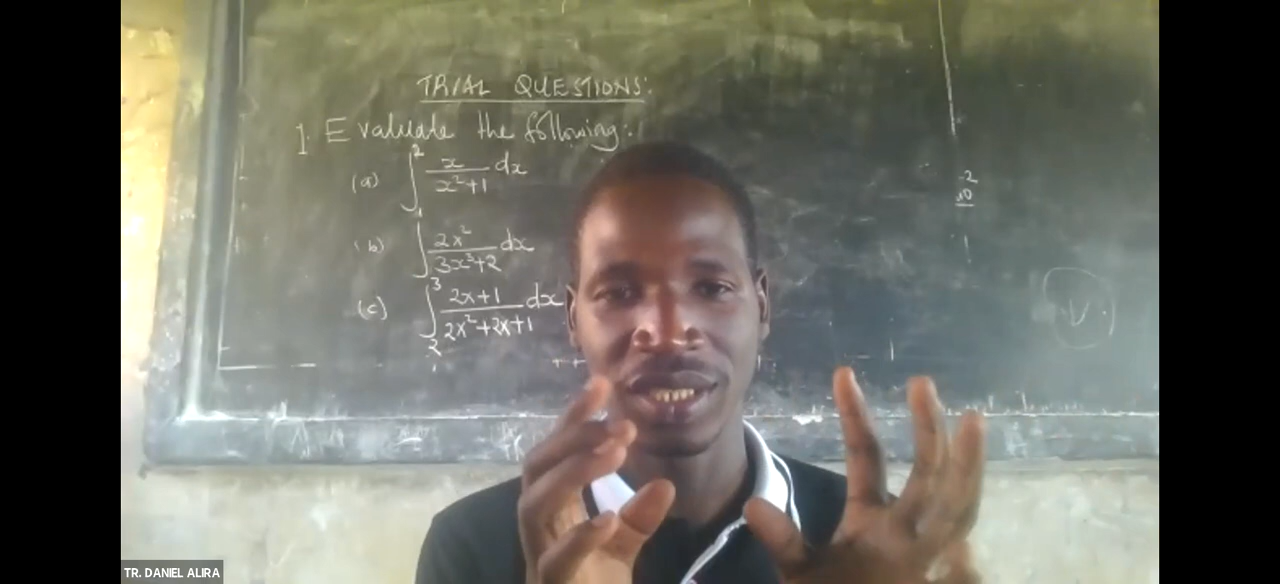 TRIAL QUESTIONS:
1. Evaluate the following:
(a) ∫₁² x/(x²+1) dx
(b) ∫ 2x²/(3x³+2) dx
(c) ∫₂³ (2x+1)/(2x²+2x+1) dx
TR. DANIEL ALIRA